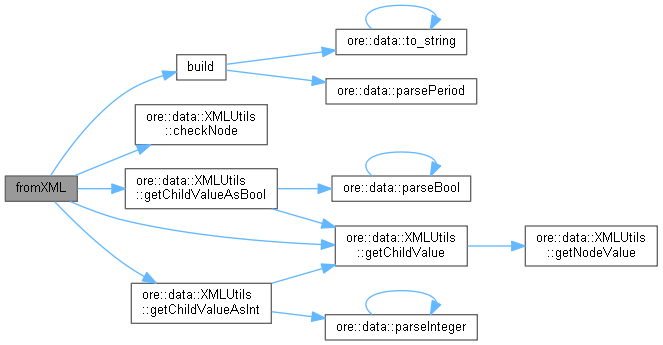 ore::data::to_string
build
ore::data::parsePeriod
ore::data::XMLUtils
::checkNode
fromXML
ore::data::XMLUtils
::getChildValueAsBool
ore::data::parseBool
ore::data::XMLUtils
::getChildValue
ore::data::XMLUtils
::getNodeValue
ore::data::XMLUtils
::getChildValueAsInt
ore::data::parseInteger